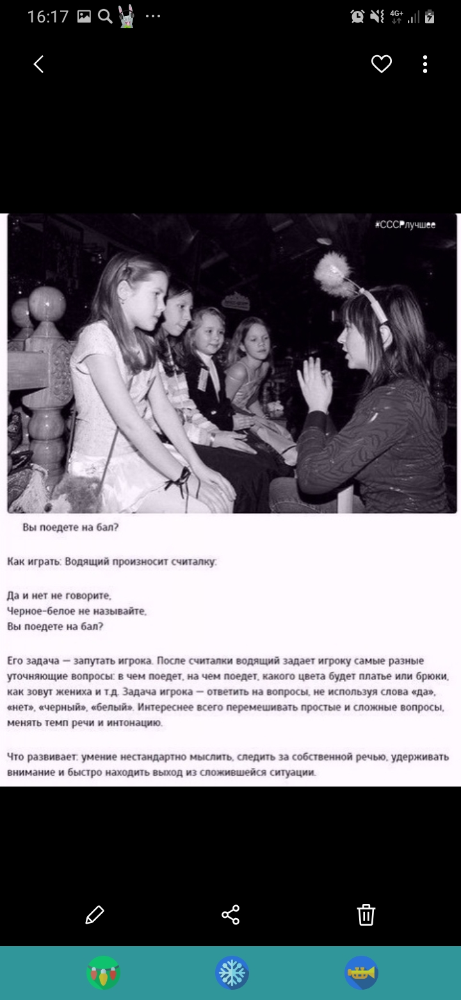 16:17
4G+
#СССРлучшее
Вы поедете на бал?
Как играть: Водящий произносит считалку:
Да и нет не говорите,
Черное-белое не называйте,
Вы поедете на бал?
Его задача — запутать игрока. После считалки водящий задает игроку самые разные
уточняющие вопросы: в чем поедет, на чем поедет, какого цвета будет платье или брюки,
как зовут жениха и т.д. Задача игрока — ответить на вопросы, не используя слова «да»,
«нет», «черный», «белый». Интереснее всего перемешивать простые и сложные вопросы,
менять темп речи и интонацию.
Что развивает: умение нестандартно мыслить, следить за собственной речью, удерживать
внимание и быстро находить выход из сложившейся ситуации.